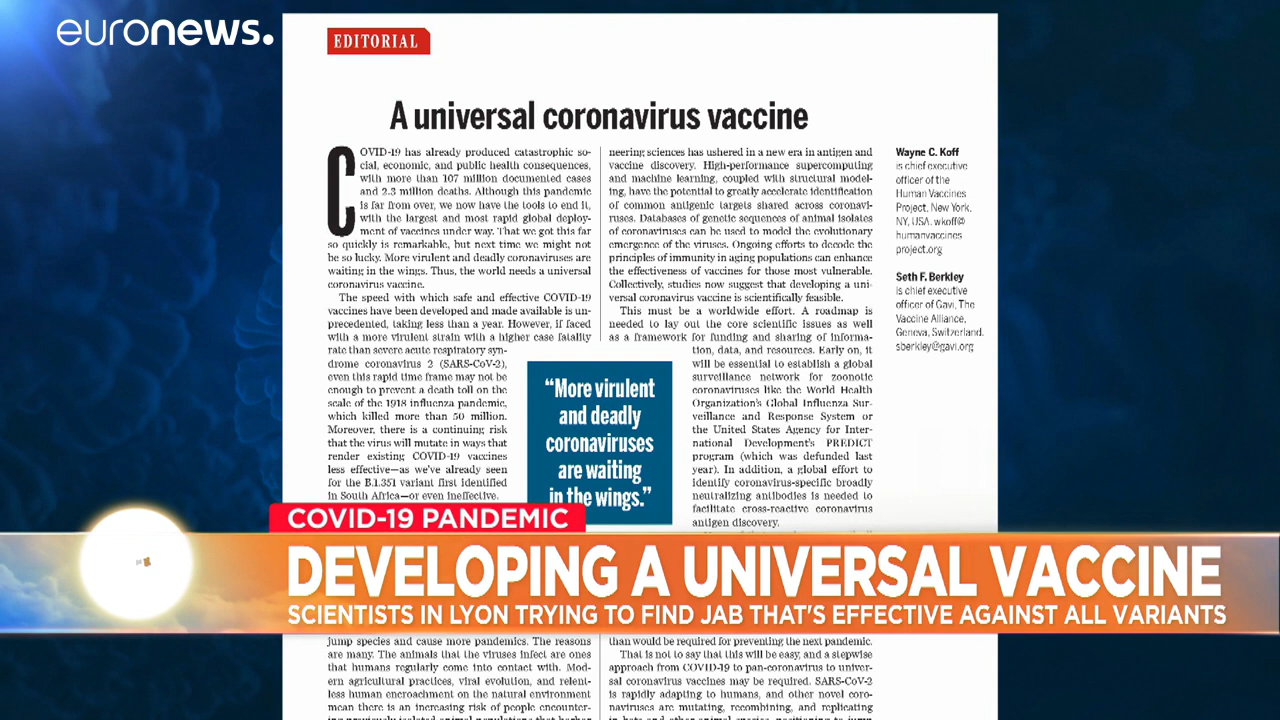 euronews.
EDITORIAL
A universal coronavirus vaccine
COVID-19 has already produced catastrophic so-
cial, economic, and public health consequences,
with more than 107 million documented cases
and 2.3 million deaths. Although this pandemic
is far from over, we now have the tools to end it,
with the largest and most rapid global deploy-
ment of vaccines under way. That we got this far
so quickly is remarkable, but next time we might not
be so lucky. More virulent and deadly coronaviruses are
waiting in the wings. Thus, the world needs a universal
coronavirus vaccine.
The speed with which safe and effective COVID-19
vaccines have been developed and made available is un-
precedented, taking less than a year. However, if faced
with a more virulent strain with a higher case fatality
rate than severe acute respiratory syn-
drome coronavirus 2 (SARS-CoV-2),
even this rapid time frame may not be
enough to prevent a death toll on the
scale of the 1918 influenza pandemic,
which killed more than 50 million.
Moreover, there is a continuing risk
that the virus will mutate in ways that
render existing COVID-19 vaccines
less effective—as we've already seen
for the B.1.351 variant first identified
in South Africa—or even ineffective.
neering sciences has ushered in a new era in antigen and
vaccine discovery. High-performance supercomputing
and machine learning, coupled with structural model-
ing, have the potential to greatly accelerate identification
of common antigenic targets shared across coronavi-
ruses. Databases of genetic sequences of animal isolates
of coronaviruses can be used to model the evolutionary
emergence of the viruses. Ongoing efforts to decode the
principles of immunity in aging populations can enhance
the effectiveness of vaccines for those most vulnerable.
Collectively, studies now suggest that developing a uni-
versal coronavirus vaccine is scientifically feasible.
This must be a worldwide effort. A roadmap is
needed to lay out the core scientific issues as well
as a framework for funding and sharing of informa-
tion, data, and resources. Early on, it
will be essential to establish a global
surveillance network for zoonotic
coronaviruses like the World Health
Organization's Global Influenza Sur-
veillance and Response System or
the United States Agency for Inter-
national Development's PREDICT
program (which was defunded last
year). In addition, a global effort to
identify coronavirus-specific broadly
neutralizing antibodies is needed to
facilitate cross-reactive coronavirus
antigen discovery.
“More virulent
and deadly
coronaviruses
are waiting
in the wings.”
Wayne C. Koff
is chief executive
officer of the
Human Vaccines
Project, New York,
NY, USA. wkoff@
humanvaccines
project.org
Seth F. Berkley
is chief executive
officer of Gavi, The
Vaccine Alliance,
Geneva, Switzerland.
sberkley@gavi.org
COVID-19 PANDEMIC
DEVELOPING A UNIVERSAL VACCINE
SCIENTISTS IN LYON TRYING TO FIND JAB THAT'S EFFECTIVE AGAINST ALL VARIANTS
jump species and cause more pandemics. The reasons
are many. The animals that the viruses infect are ones
that humans regularly come into contact with. Mod-
ern agricultural practices, viral evolution, and relent-
less human encroachment on the natural environment
mean there is an increasing risk of people encounter-
than would be required for preventing the next pandemic.
That is not to say that this will be easy, and a stepwise
approach from COVID-19 to pan-coronavirus to univer-
sal coronavirus vaccines may be required. SARS-CoV-2
is rapidly adapting to humans, and other novel coro-
naviruses are mutating, recombining, and replicating